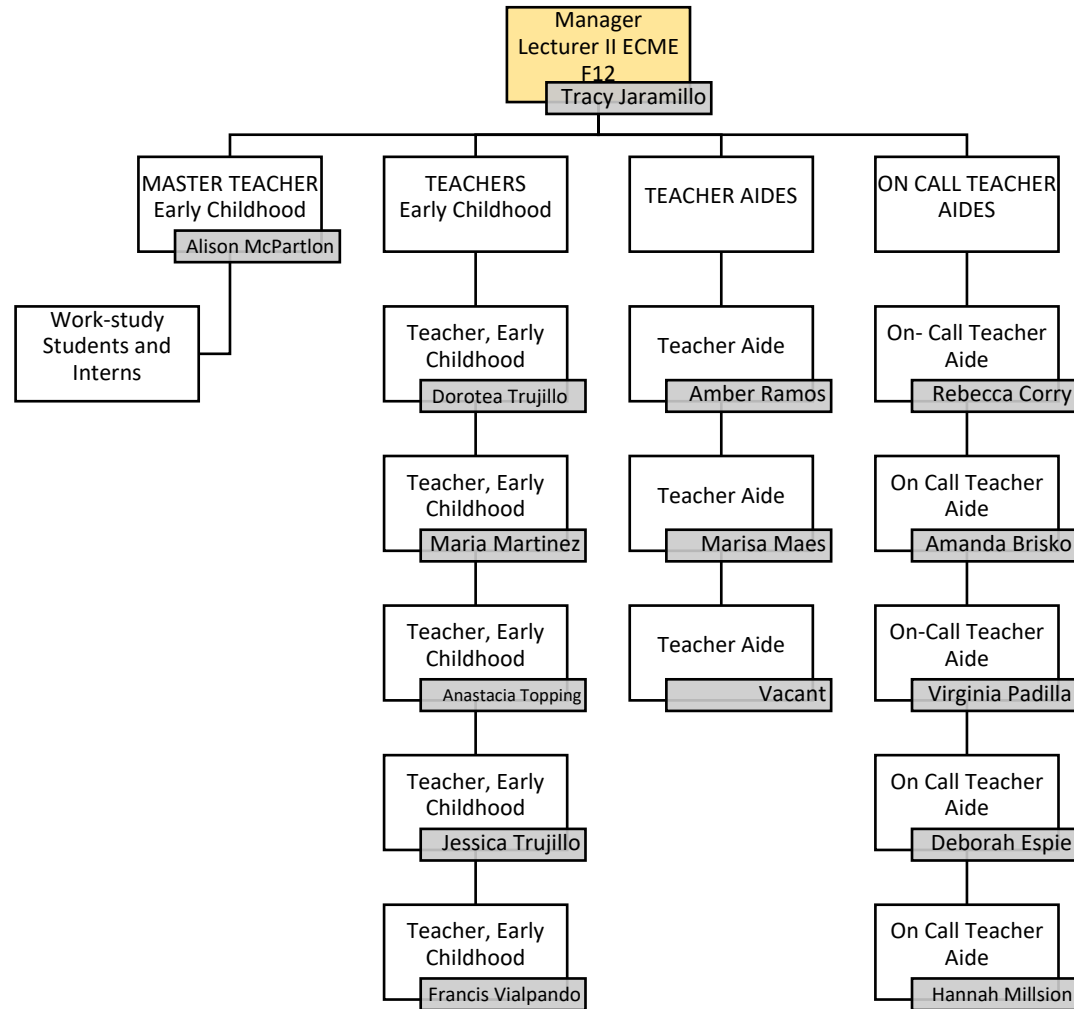 Manager
Lecturer II ECME
F12
Tracy Jaramillo
MASTER TEACHER
Early Childhood
Alison McPartlon
Work-study
Students and
Interns
TEACHERS
Early Childhood
Teacher, Early
Childhood
Dorotea Trujillo
Teacher, Early
Childhood
Maria Martinez
Teacher, Early
Childhood
Anastacia Topping
Teacher, Early
Childhood
Jessica Trujillo
Teacher, Early
Childhood
Francis Vialpando
TEACHER AIDES
Teacher Aide
Amber Ramos
Teacher Aide
Marisa Maes
Teacher Aide
Vacant
ON CALL TEACHER
AIDES
On- Call Teacher
Aide
Rebecca Corry
On Call Teacher
Aide
Amanda Brisko
On-Call Teacher
Aide
Virginia Padilla
On Call Teacher
Aide
Deborah Espie
On Call Teacher
Aide
Hannah Millsion